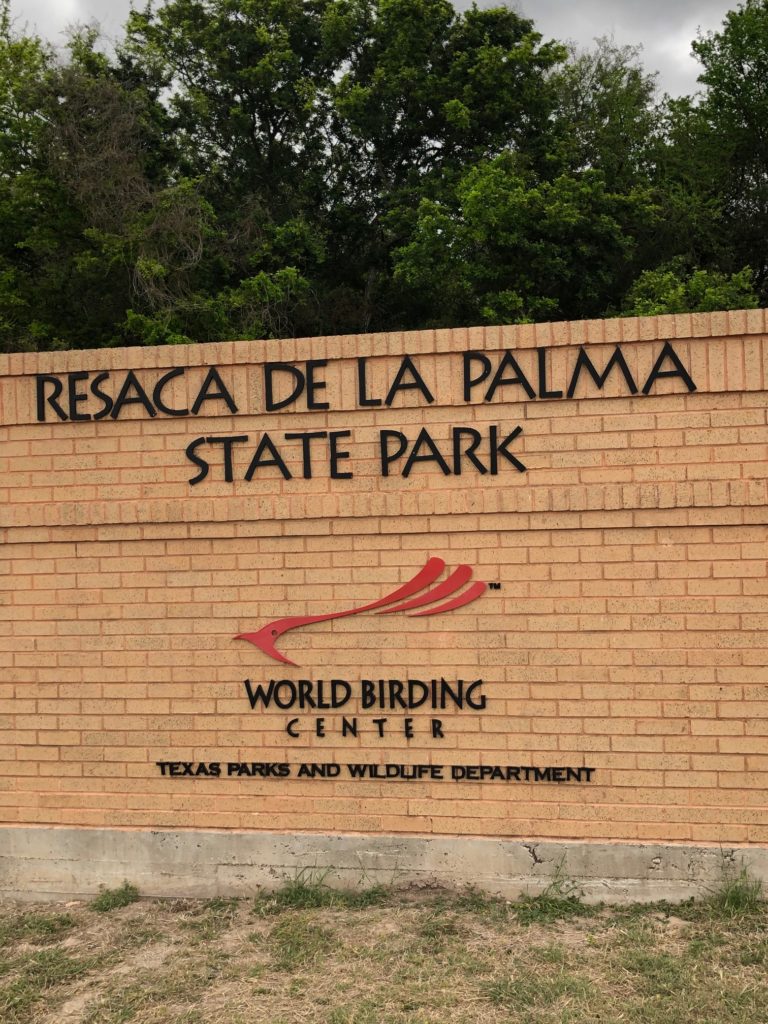 RESACA DE LA PALMA
STATE PARK
™
WORLD BIRDING
CENTER
TEXAS PARKS AND WILDLIFE DEPARTMENT